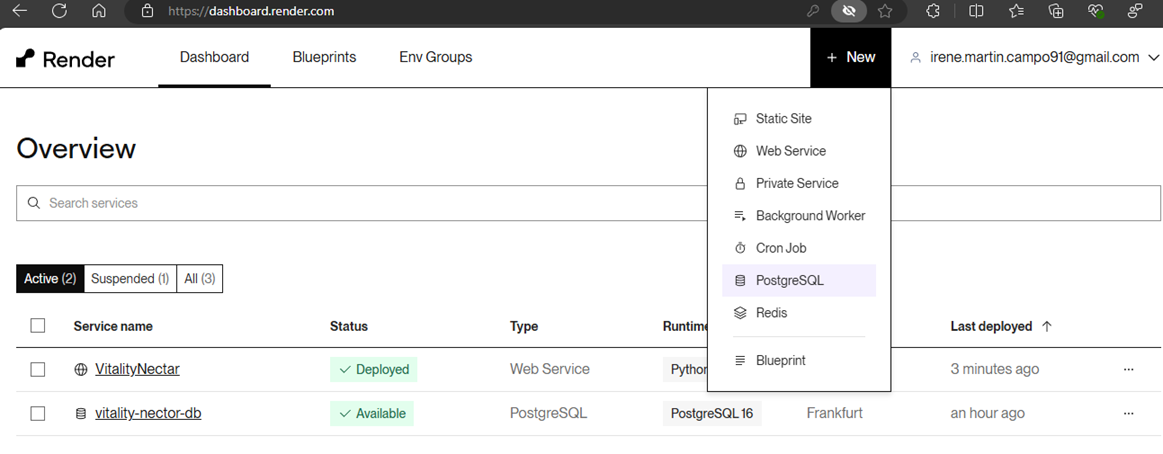 https://dashboard.render.com
Render Dashboard Blueprints Env Groups + New irene.martin.campo91@gmail.com
Static Site
Web Service
Private Service
Background Worker
Cron Job
PostgreSQL
Redis
Blueprint
Overview
Search services
Active (2) Suspended (1) All (3)
Service name Status Type Runtime Last deployed
VitalityNectar Deployed Web Service Python 3 minutes ago
vitality-nector-db Available PostgreSQL PostgreSQL 16 Frankfurt an hour ago